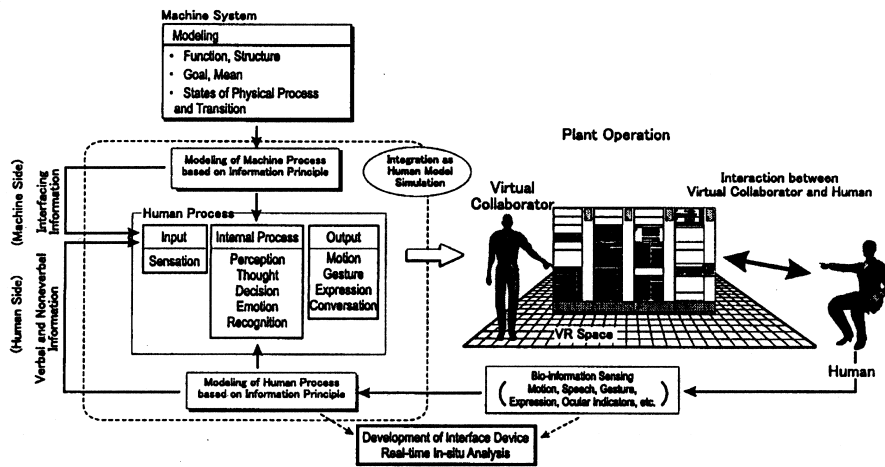 Machine System
Modeling
· Function, Structure
· Goal, Mean
· States of Physical Process
and Transition
Modeling of Machine Process
based on Information Principle
Integration as
Human Model
Simulation
(Machine Side)
Interfacing
Information
(Human Side)
Verbal and Noneverbal
Information
Human Process
Input
Sensation
Internal Process
Perception
Thought
Decision
Emotion
Recognition
Output
Motion
Gesture
Expression
Conversation
Modeling of Human Process
based on Information Principle
Plant Operation
Virtual
Collaborator
Interaction between
Virtual Collaborator and Human
VR Space
Human
Bio-Information Sensing
( Motion, Speech, Gesture,
Expression, Ocular Indicators, etc. )
Development of Interface Device
Real-time In-situ Analysis